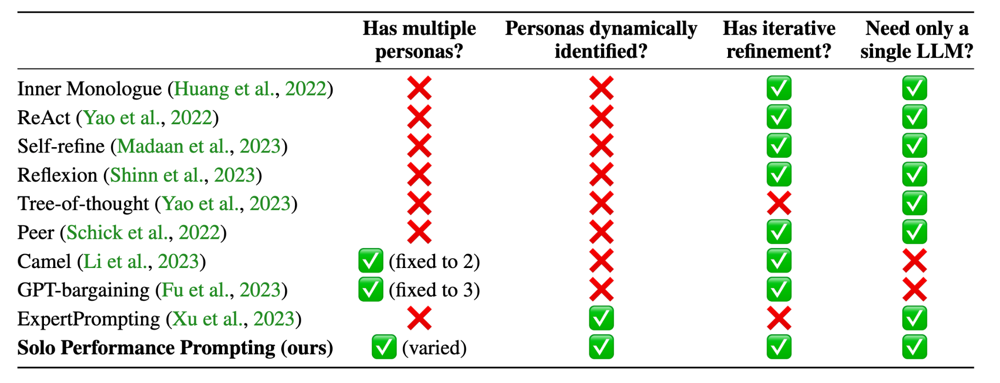 Has multiple personas? Personas dynamically identified? Has iterative refinement? Need only a single LLM?
Inner Monologue (Huang et al., 2022) ❌ ❌ ✅ ✅
ReAct (Yao et al., 2022) ❌ ❌ ✅ ✅
Self-refine (Madaan et al., 2023) ❌ ❌ ✅ ✅
Reflexion (Shinn et al., 2023) ❌ ❌ ✅ ✅
Tree-of-thought (Yao et al., 2023) ❌ ❌ ❌ ✅
Peer (Schick et al., 2022) ❌ ❌ ✅ ✅
Camel (Li et al., 2023) ✅ (fixed to 2) ❌ ✅ ❌
GPT-bargaining (Fu et al., 2023) ✅ (fixed to 3) ❌ ✅ ❌
ExpertPrompting (Xu et al., 2023) ❌ ✅ ❌ ✅
Solo Performance Prompting (ours) ✅ (varied) ✅ ✅ ✅